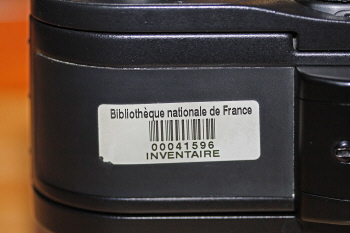 Bibliothèque nationale de France
00041596
INVENTAIRE